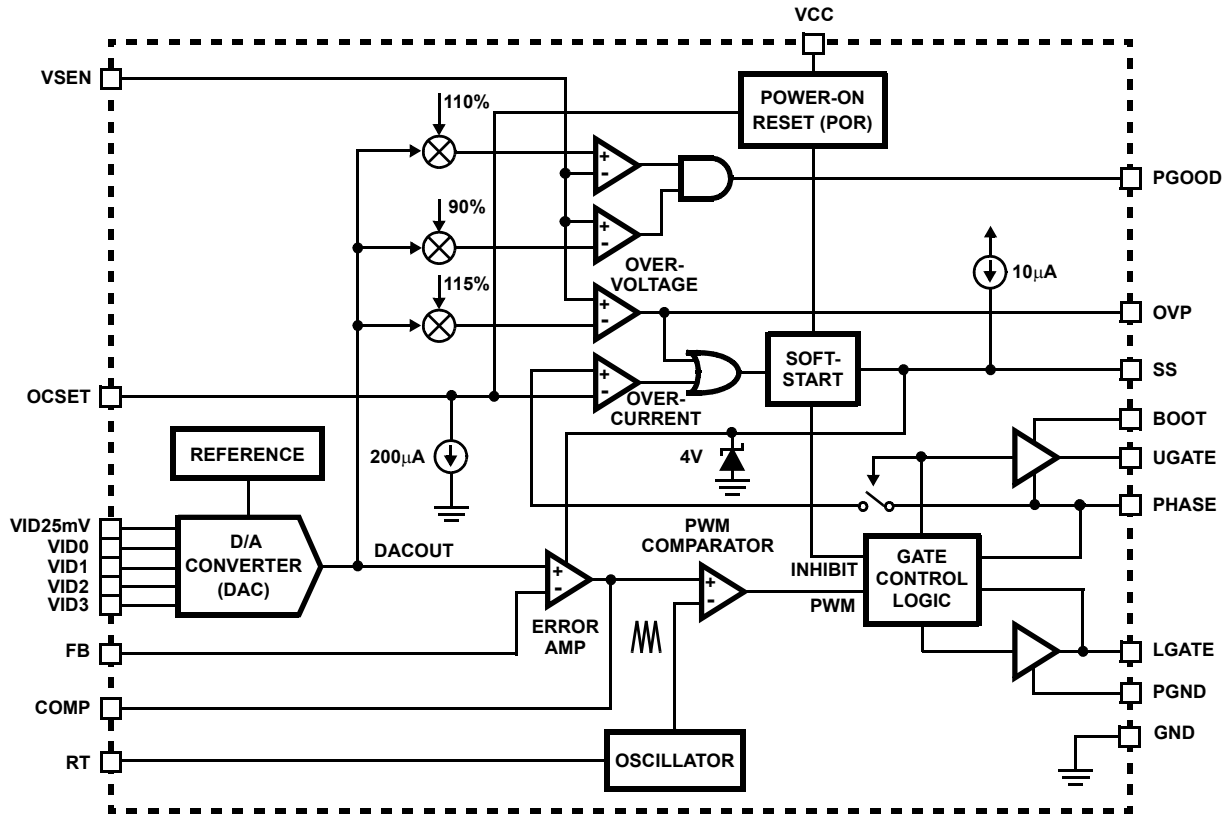 VCC
VSEN
POWER-ON
RESET (POR)
110%
+
-
PGOOD
90%
+
-
OVER-
VOLTAGE
10μA
115%
+
-
OVP
SOFT-
START
SS
OCSET
+
-
OVER-
CURRENT
BOOT
REFERENCE
200μA
4V
UGATE
PHASE
VID25mV
VID0
VID1
VID2
VID3
D/A
CONVERTER
(DAC)
DACOUT
PWM
COMPARATOR
+
-
ERROR
AMP
+
-
INHIBIT
PWM
GATE
CONTROL
LOGIC
FB
LGATE
COMP
PGND
RT
OSCILLATOR
GND